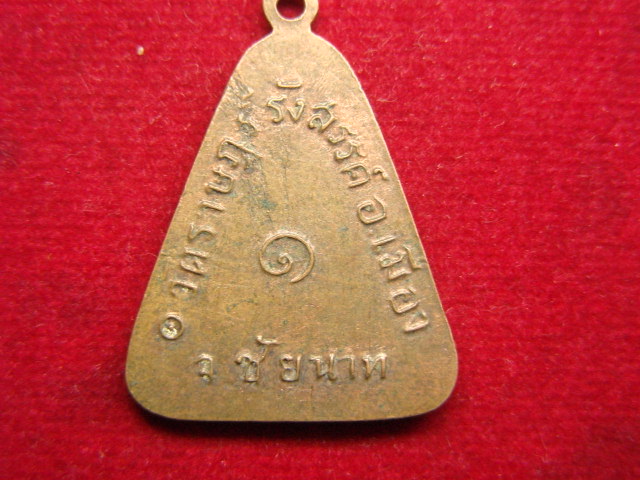 ๑ วัดราษฎร์รังสรรค์ อ เมือง
๑
จ ชัยนาท